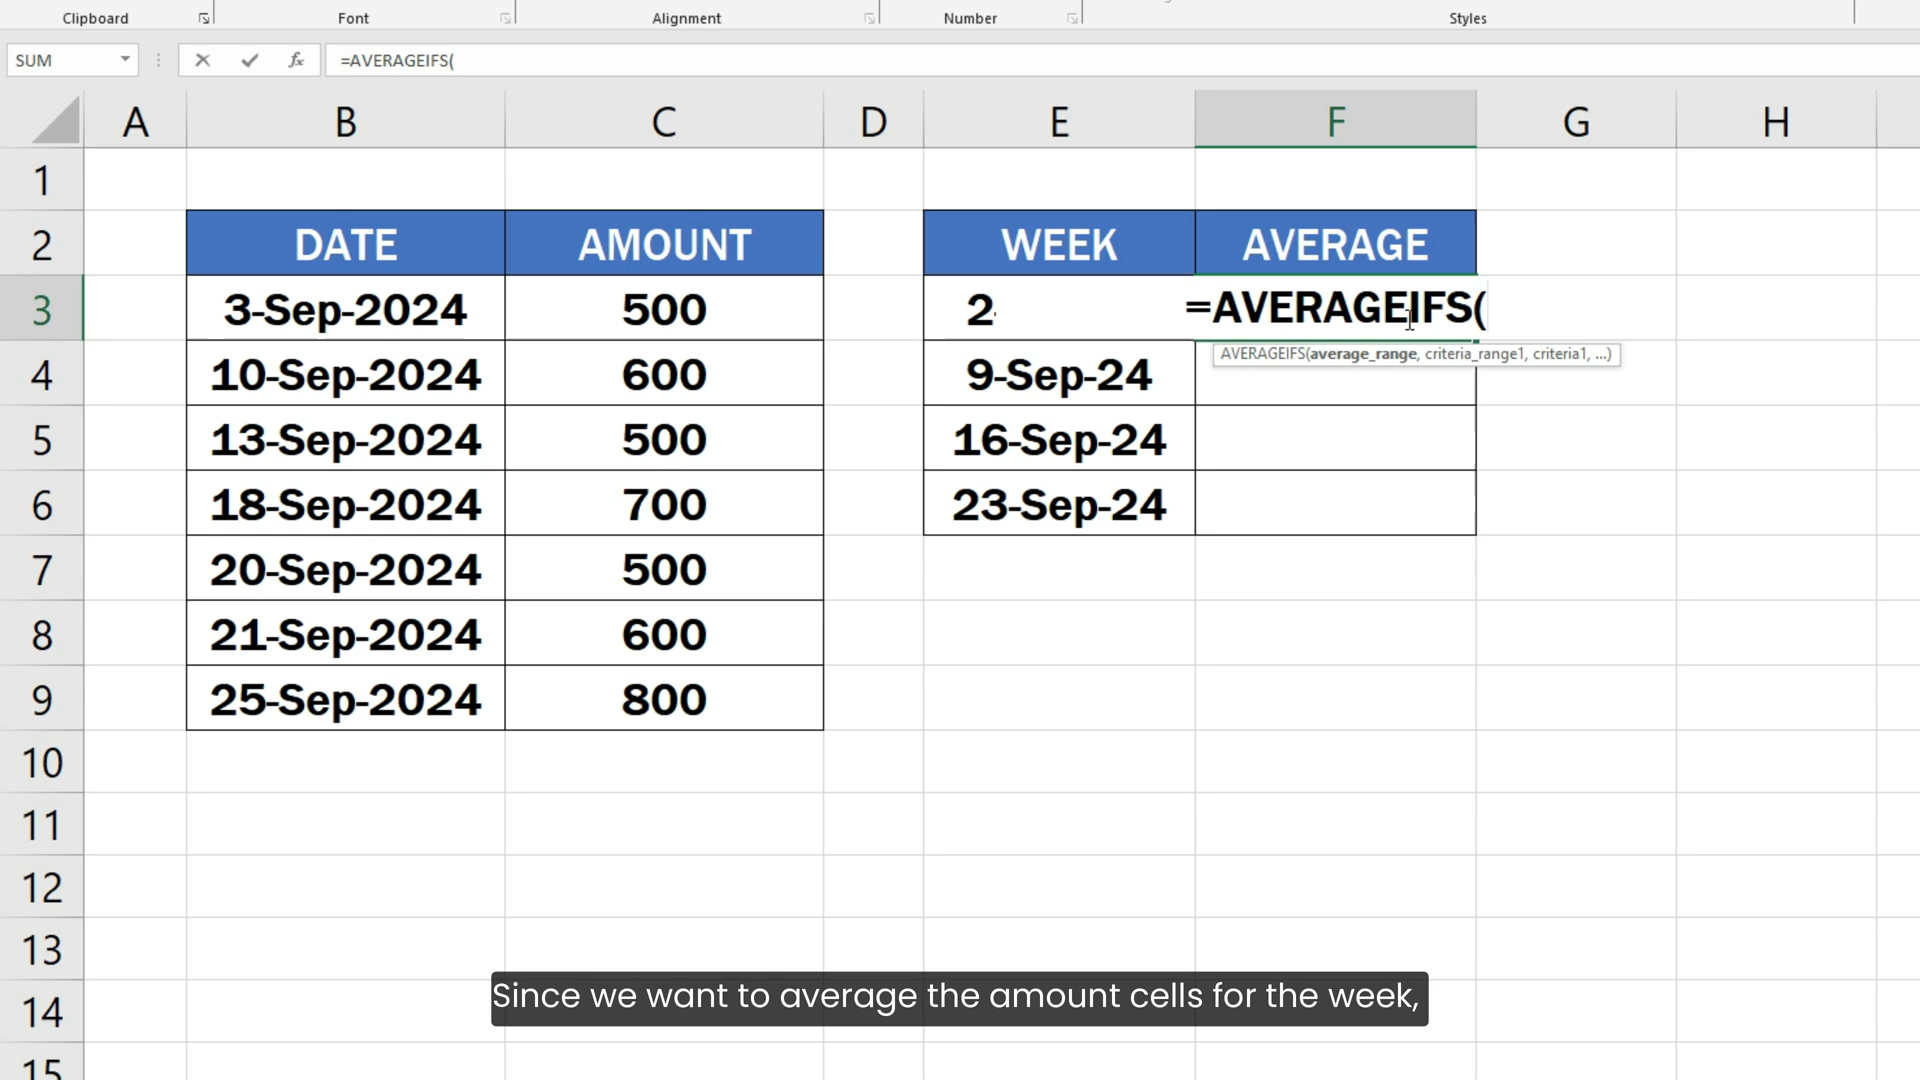 Clipboard Font Alignment Number Styles
SUM =AVERAGEIFS(
A B C D E F G H
1
2 DATE AMOUNT WEEK AVERAGE
3 3-Sep-2024 500 2- =AVERAGEIFS(
AVERAGEIFS(average_range, criteria_range1, criteria1, ...)
4 10-Sep-2024 600 9-Sep-24
5 13-Sep-2024 500 16-Sep-24
6 18-Sep-2024 700 23-Sep-24
7 20-Sep-2024 500
8 21-Sep-2024 600
9 25-Sep-2024 800
10
11
12
13
Since we want to average the amount cells for the week,
14
15